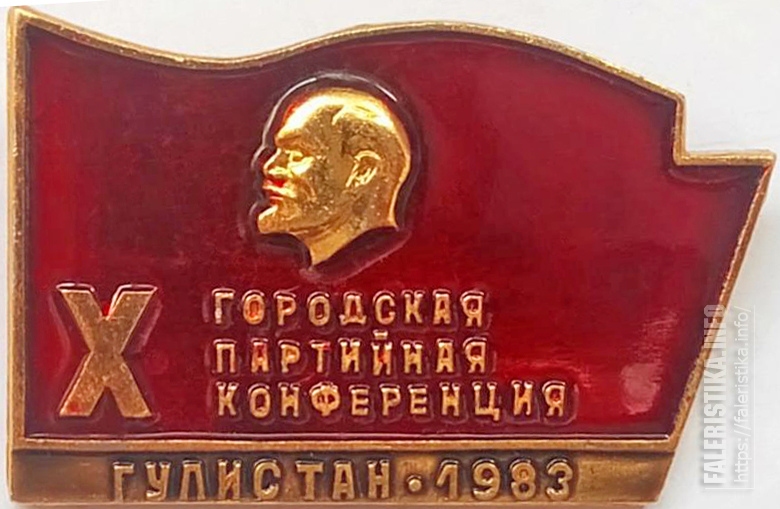 X
ГОРОДСКАЯ
ПАРТИЙНАЯ
КОНФЕРЕНЦИЯ
ГУЛИСТАН • 1983
FALERISTIKA.INFO
https://faleristika.info/